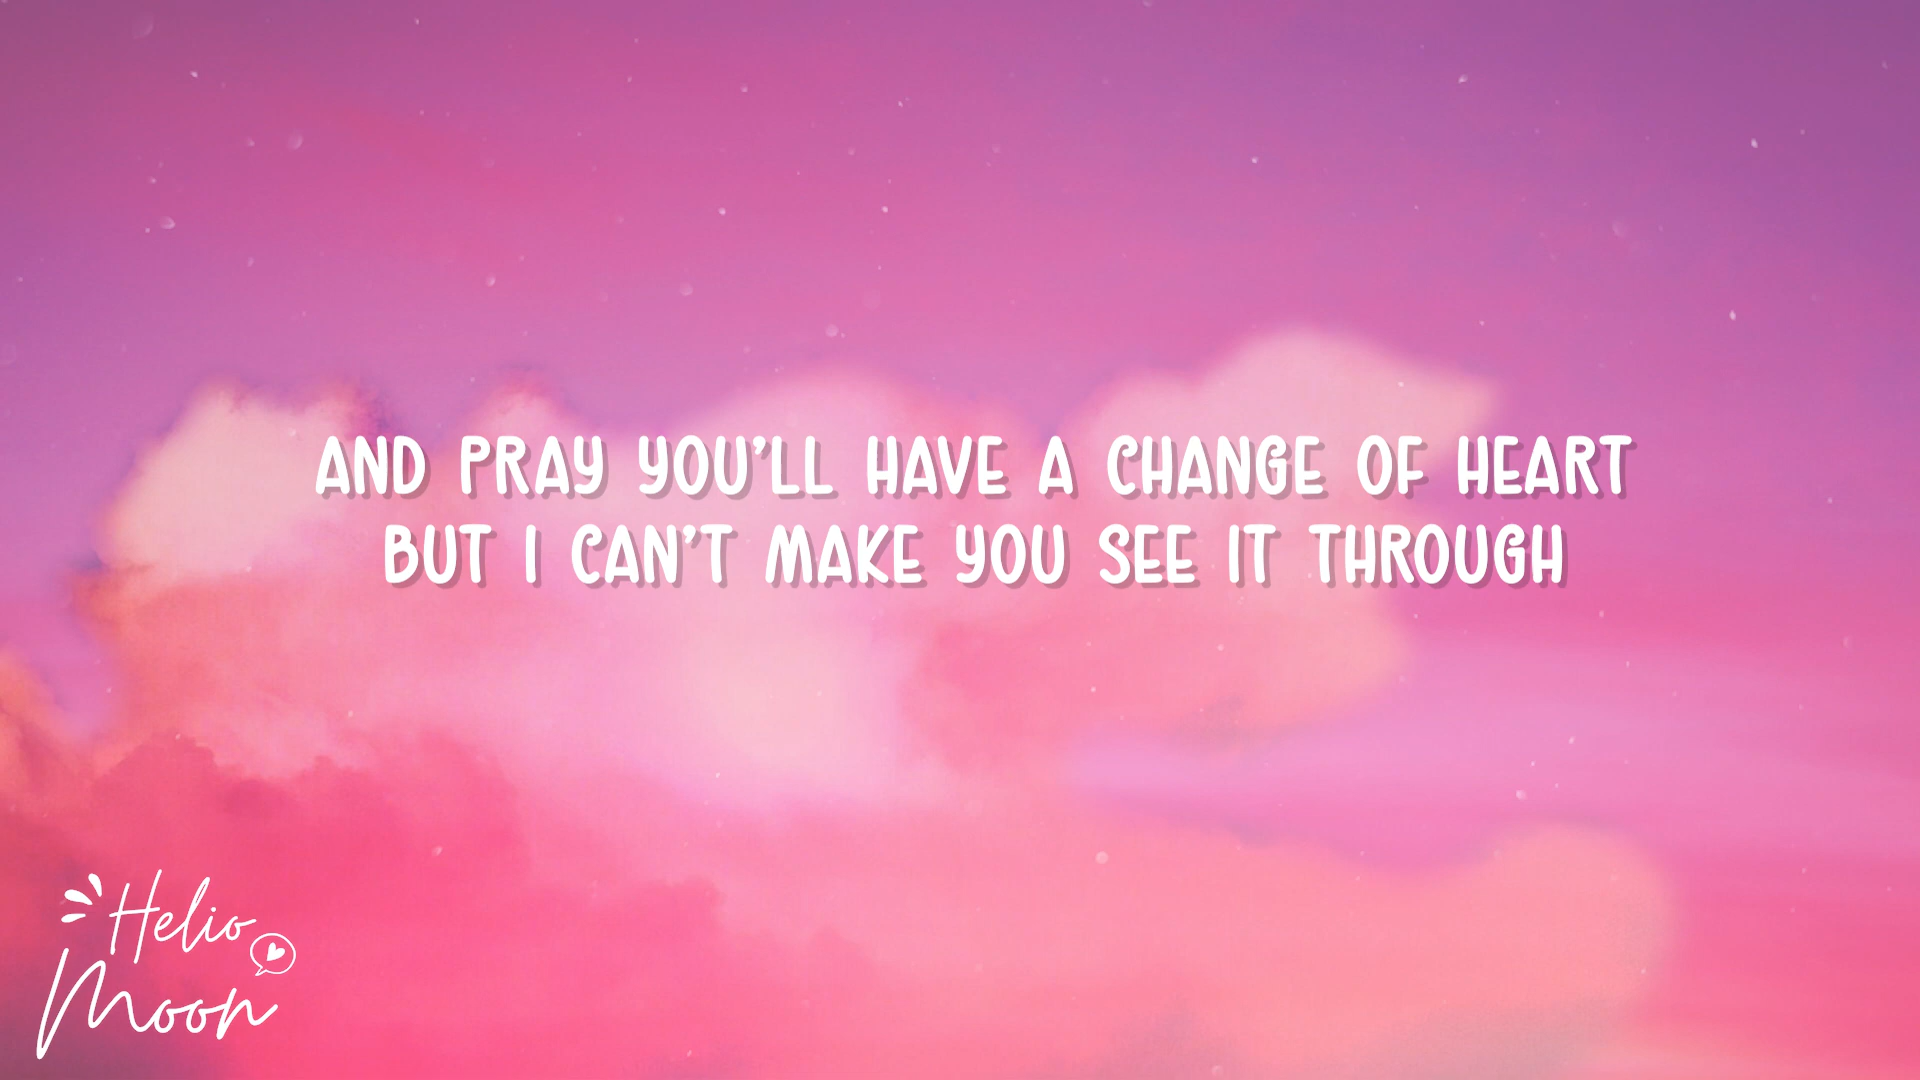 AND PRAY YOU'LL HAVE A CHANGE OF HEART
BUT I CAN'T MAKE YOU SEE IT THROUGH
Helio
Moon